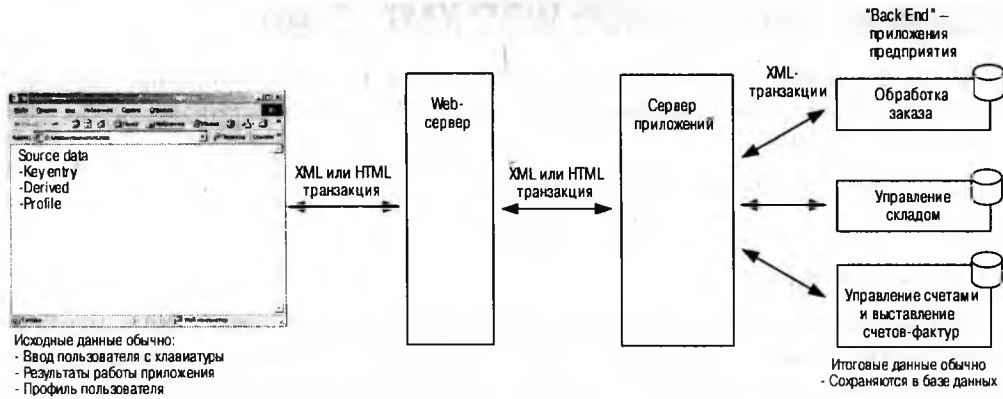 "Back End" –
приложения
предприятия
XML-
транзакции
Обработка
заказа
Web-
сервер
Сервер
приложений
Source data
-Key entry
-Derived
-Profile
XML или HTML
транзакция
XML или HTML
транзакция
Управление
складом
Управление счетами
и выставление
счетов-фактур
Исходные данные обычно:
- Ввод пользователя с клавиатуры
- Результаты работы приложения
- Профиль пользователя
Итоговые данные обычно
- Сохраняются в базе данных